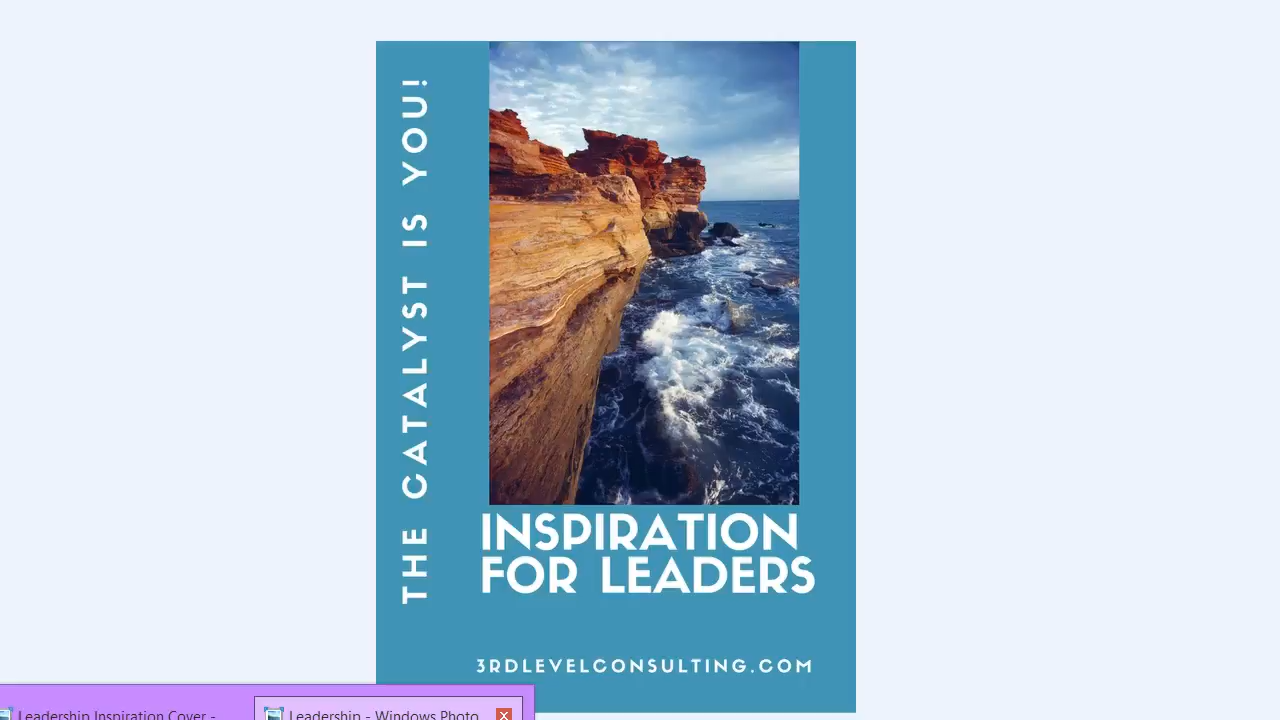 THE CATALYST IS YOU!
INSPIRATION
FOR LEADERS
3RDLEVELCONSULTING.COM
Leadership Inspiration Cover -
Leadership - Windows Photo